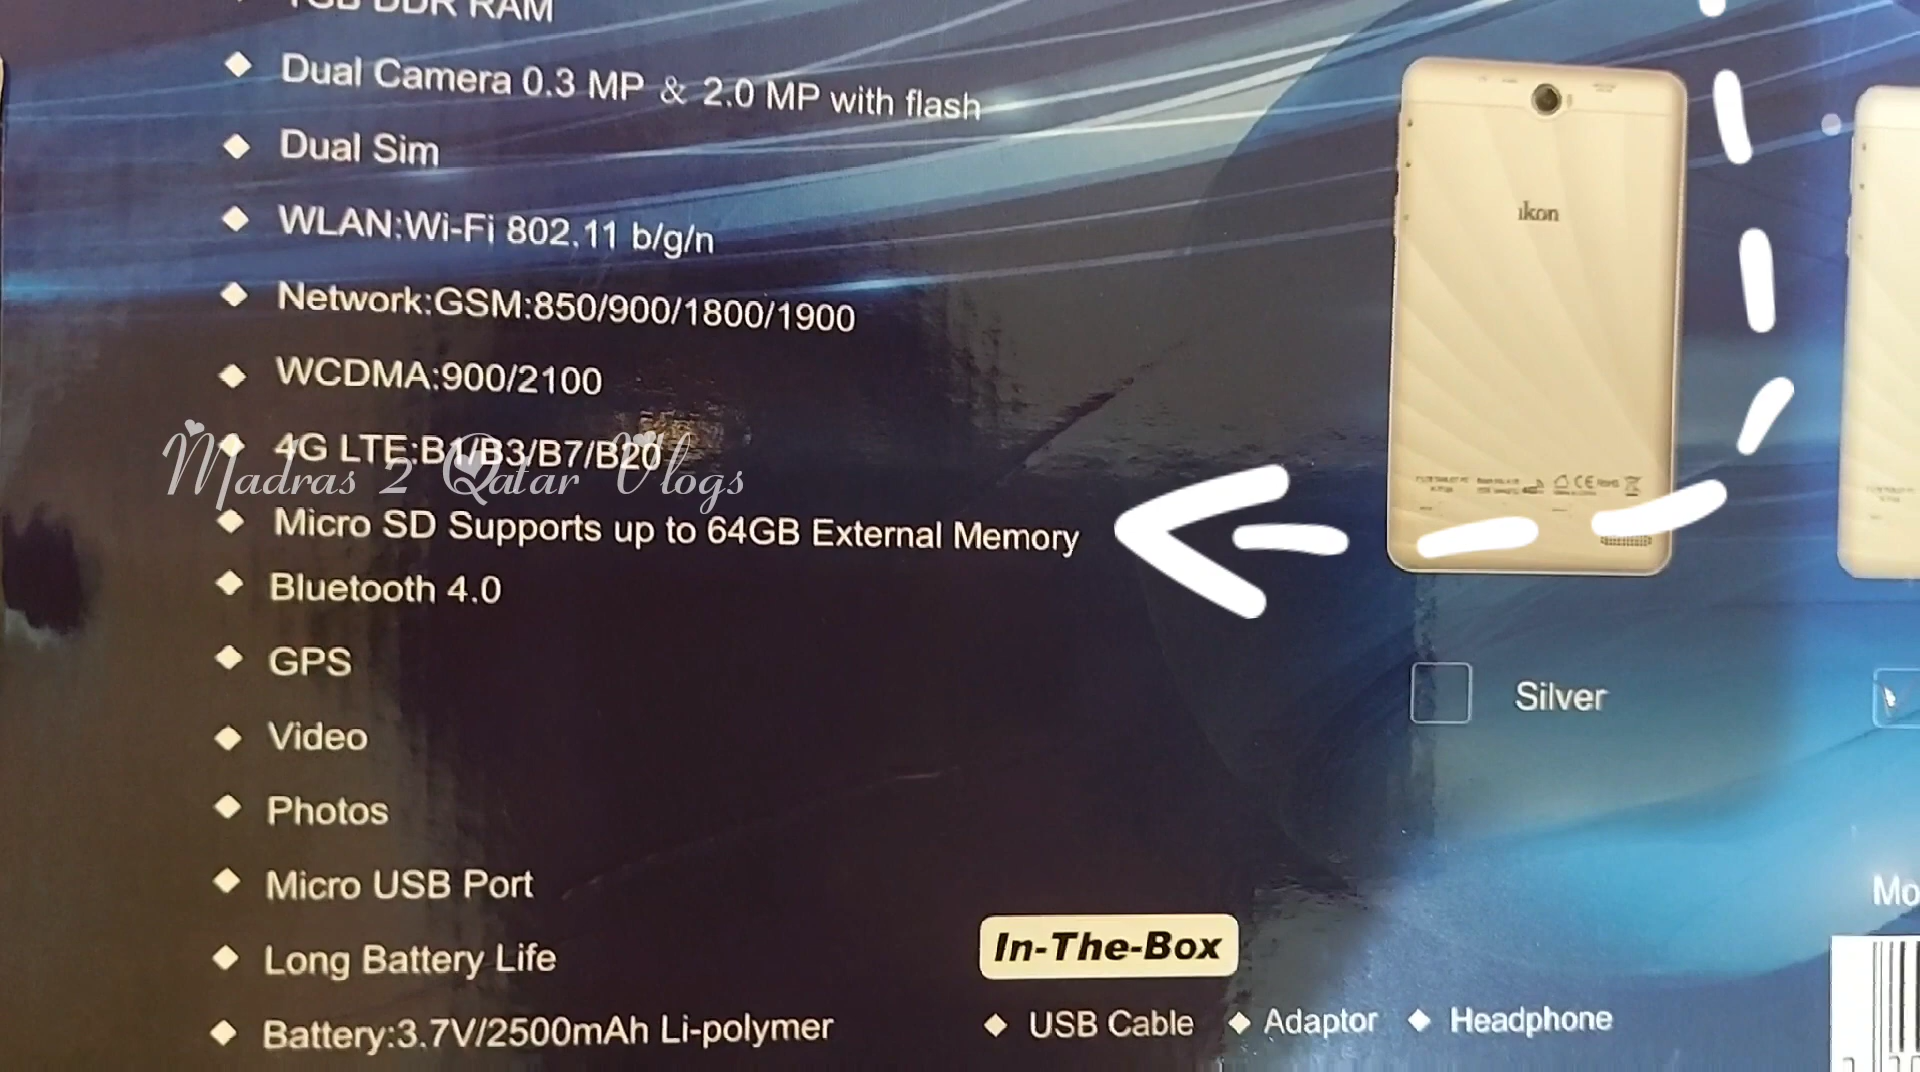 1GB DDR RAM
Dual Camera 0.3 MP & 2.0 MP with flash
Dual Sim
WLAN:Wi-Fi 802.11 b/g/n
Network:GSM:850/900/1800/1900
WCDMA:900/2100
4G LTE:B1/B3/B7/B20
Madras 2 Qatar Vlogs
Micro SD Supports up to 64GB External Memory
Bluetooth 4.0
GPS
Video
Photos
Micro USB Port
Long Battery Life
Battery:3.7V/2500mAh Li-polymer
ikon
Silver
In-The-Box
USB Cable Adaptor Headphone